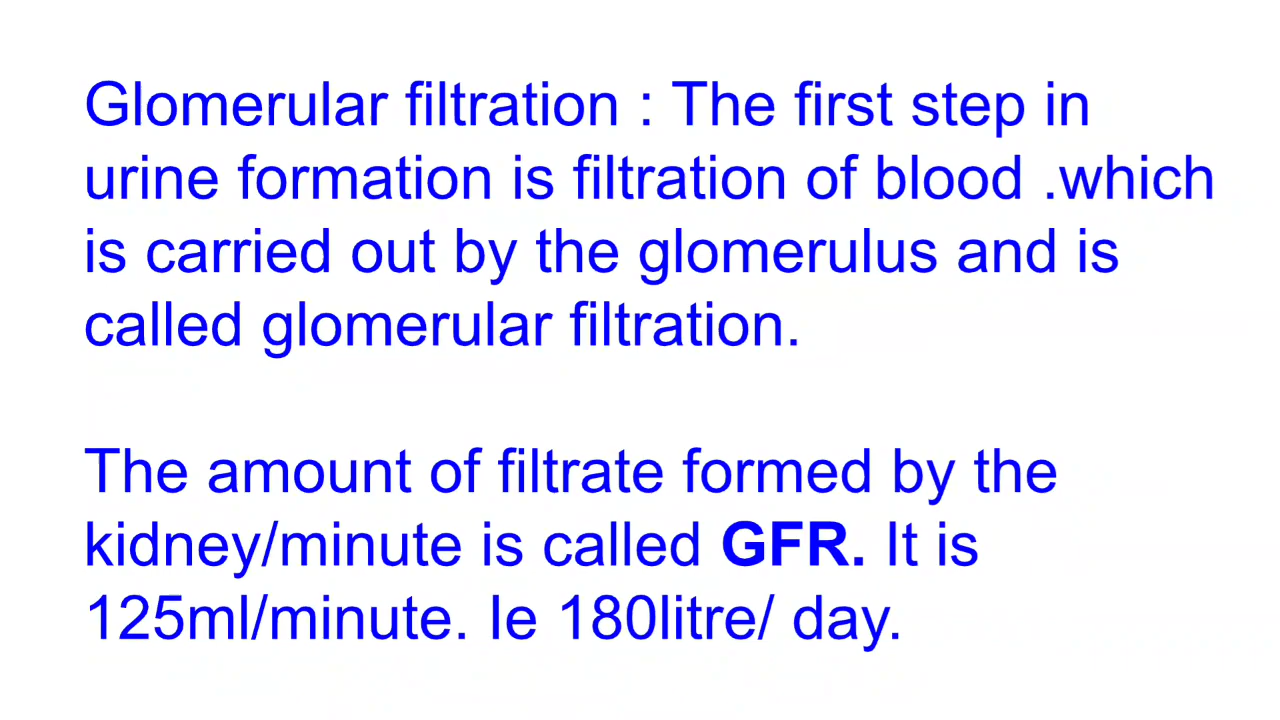 Glomerular filtration : The first step in
urine formation is filtration of blood .which
is carried out by the glomerulus and is
called glomerular filtration.
The amount of filtrate formed by the
kidney/minute is called GFR. It is
125ml/minute. Ie 180litre/ day.